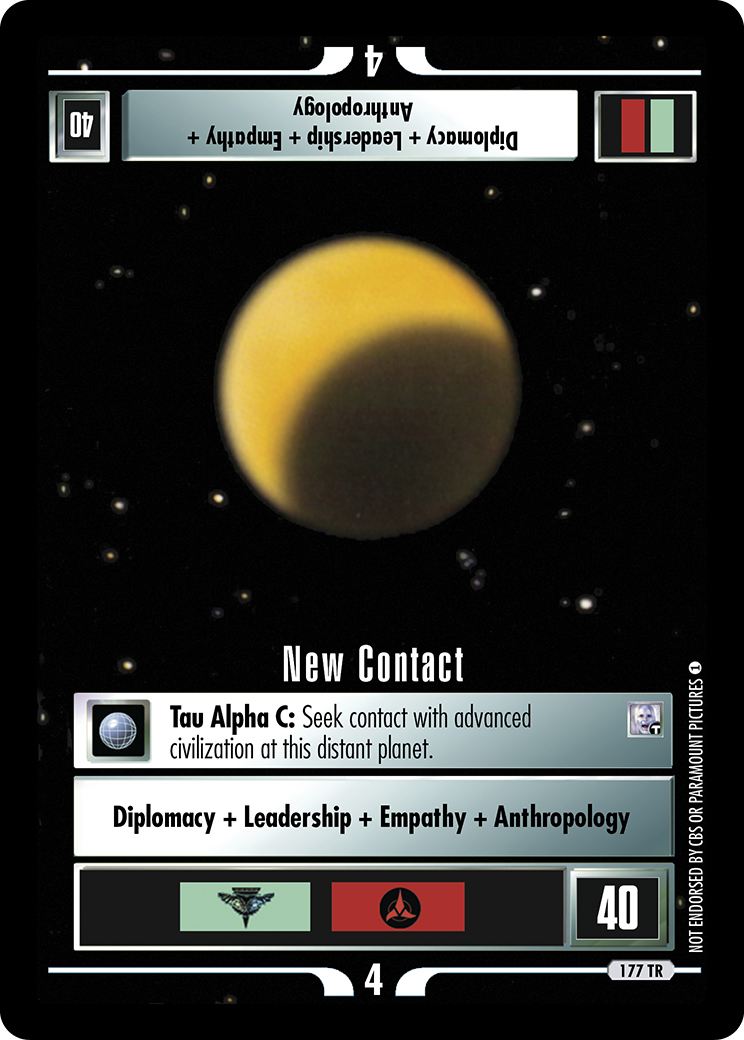 4
40
Diplomacy + Leadership + Empathy +
Anthropology
New Contact
Tau Alpha C: Seek contact with advanced
civilization at this distant planet.
T
Diplomacy + Leadership + Empathy + Anthropology
40
4
177 TR
NOT ENDORSED BY CBS OR PARAMOUNT PICTURES 1